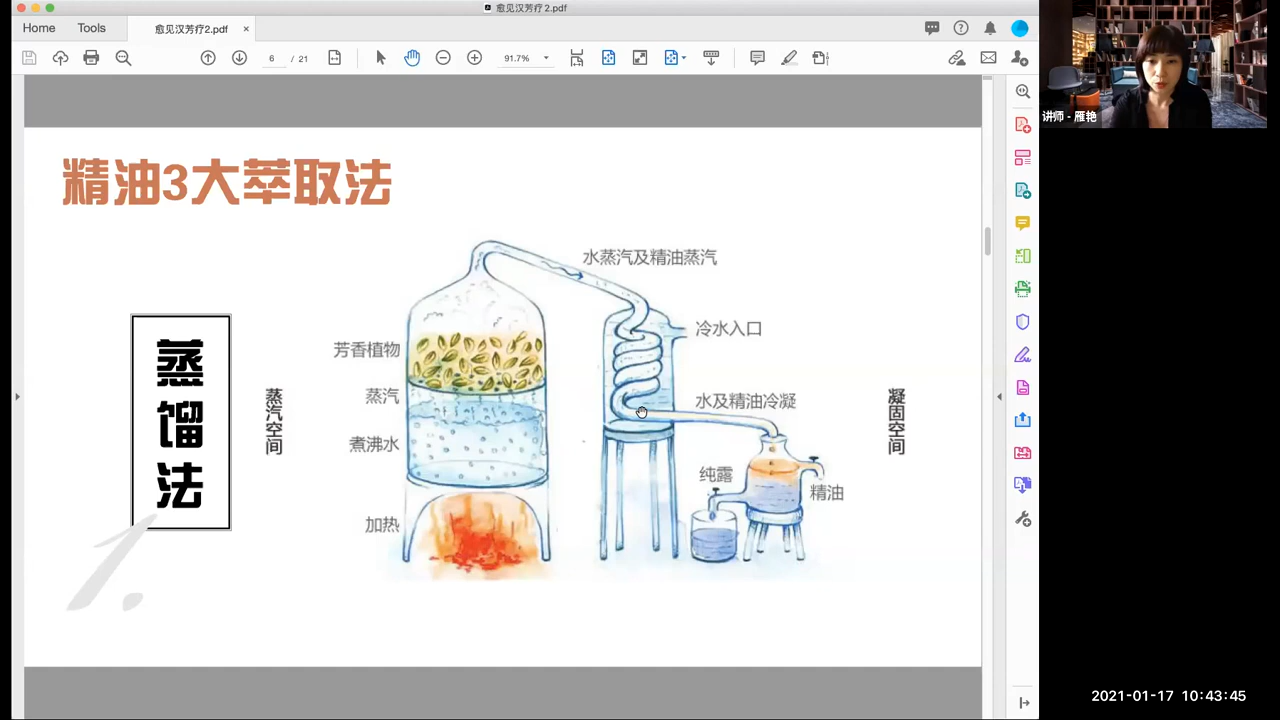 愈见汉芳疗2.pdf
Home
Tools
愈见汉芳疗2.pdf
×
6 / 21
91.7%
讲师 - 雁艳
精油3大萃取法
水蒸汽及精油蒸汽
冷水入口
芳香植物
蒸馏法
蒸汽空间
蒸汽
水及精油冷凝
凝固空间
煮沸水
纯露
精油
加热
1.
2021-01-17 10:43:45